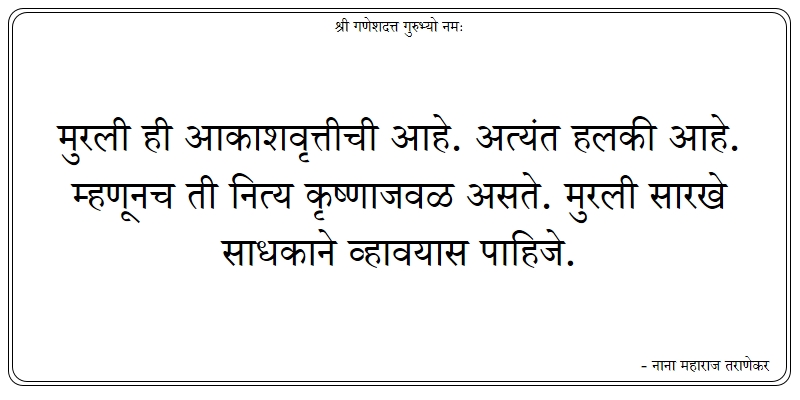 श्री गणेशदत्त गुरुभ्यो नमः
मुरली ही आकाशवृत्तीची आहे. अत्यंत हलकी आहे.
म्हणूनच ती नित्य कृष्णाजवळ असते. मुरली सारखे
साधकाने व्हावयास पाहिजे.
- नाना महाराज तराणेकर